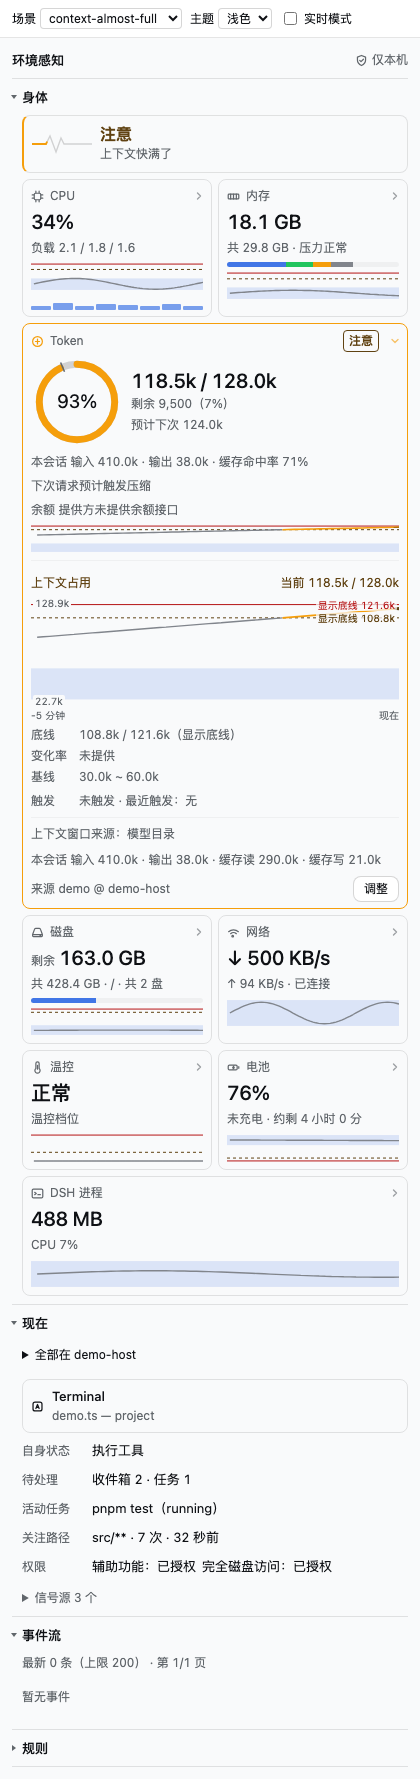 场景 context-almost-full 主题 浅色 实时模式
环境感知 仅本机
身体
注意
上下文快满了
CPU
34%
负载 2.1 / 1.8 / 1.6
内存
18.1 GB
共 29.8 GB · 压力正常
Token 注意
93%
118.5k / 128.0k
剩余 9,500（7%）
预计下次 124.0k
本会话 输入 410.0k · 输出 38.0k · 缓存命中率 71%
下次请求预计触发压缩
余额 提供方未提供余额接口
上下文占用 当前 118.5k / 128.0k
128.9k
显示底线 121.6k
显示底线 108.8k
22.7k
-5 分钟 现在
底线 108.8k / 121.6k（显示底线）
变化率 未提供
基线 30.0k ~ 60.0k
触发 未触发 · 最近触发：无
上下文窗口来源：模型目录
本会话 输入 410.0k · 输出 38.0k · 缓存读 290.0k · 缓存写 21.0k
来源 demo @ demo-host 调整
磁盘
剩余 163.0 GB
共 428.4 GB · / · 共 2 盘
网络
↓ 500 KB/s
↑ 94 KB/s · 已连接
温控
正常
温控档位
电池
76%
未充电 · 约剩 4 小时 0 分
DSH 进程
488 MB
CPU 7%
现在
全部在 demo-host
Terminal
demo.ts — project
自身状态 执行工具
待处理 收件箱 2 · 任务 1
活动任务 pnpm test（running）
关注路径 src/** · 7 次 · 32 秒前
权限 辅助功能：已授权 完全磁盘访问：已授权
信号源 3 个
事件流
最新 0 条（上限 200） · 第 1/1 页
暂无事件
规则